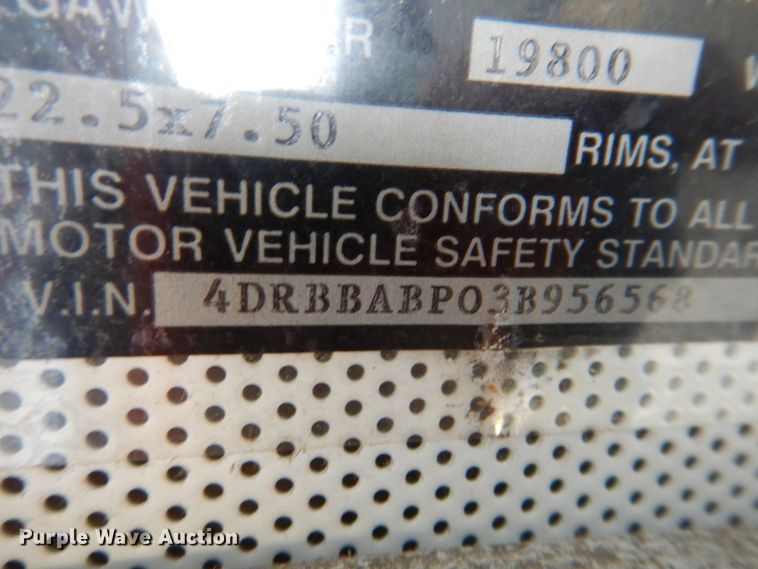 19800
22.5x7.50
RIMS, AT
THIS VEHICLE CONFORMS TO ALL
MOTOR VEHICLE SAFETY STANDAR
V.I.N. 4DRBBABP03B956568
Purple Wave Auction